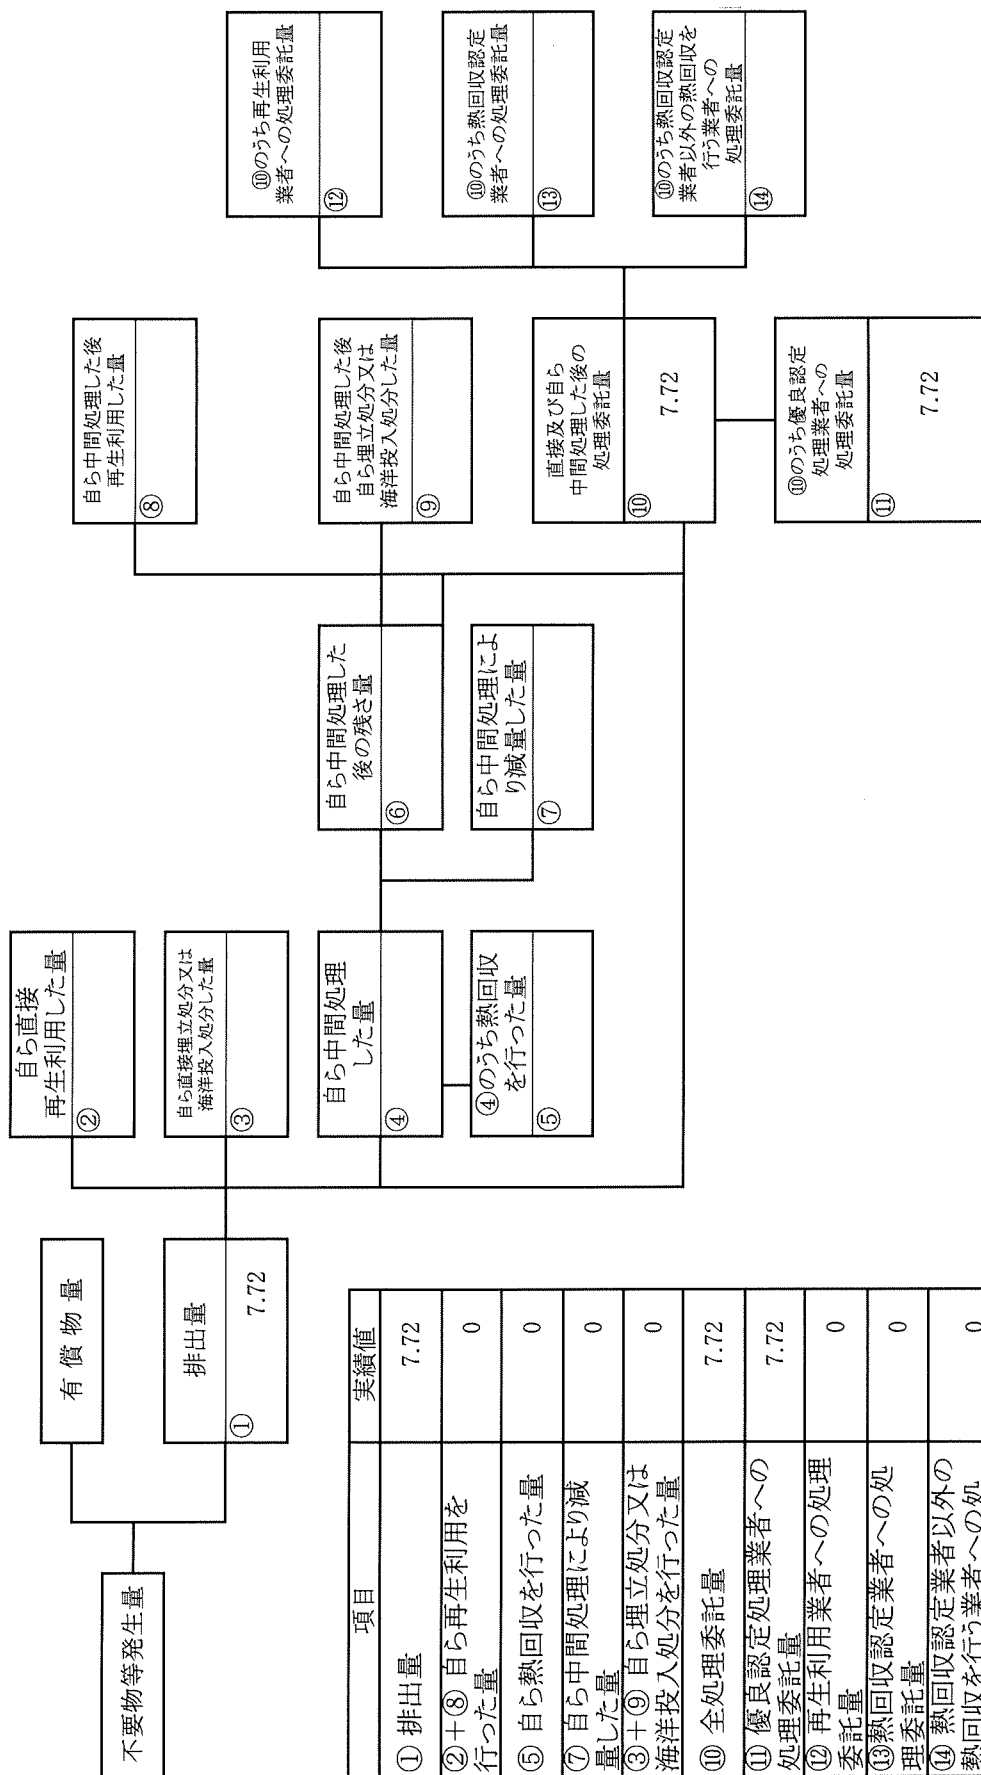 不要物等発生量
有償物量
排出量
①
7.72
自ら直接
再生利用した量
②
自ら直接埋立処分又は
海洋投入処分した量
③
自ら中間処理
した量
④
④のうち熱回収
を行った量
⑤
自ら中間処理した
後の残さ量
⑥
自ら中間処理によ
り減量した量
⑦
自ら中間処理した後
再生利用した量
⑧
自ら中間処理した後
自ら埋立処分又は
海洋投入処分した量
⑨
直接及び自ら
中間処理した後の
処理委託量
⑩
7.72
⑩のうち優良認定
処理業者への
処理委託量
⑪
7.72
⑩のうち再生利用
業者への処理委託量
⑫
⑩のうち熱回収認定
業者への処理委託量
⑬
⑩のうち熱回収認定
業者以外の熱回収を
行う業者への
処理委託量
⑭
項目 実績値
① 排出量 7.72
②+⑧ 自ら再生利用を
行った量 0
⑤ 自ら熱回収を行った量 0
⑦ 自ら中間処理により減
量した量 0
③+⑨ 自ら埋立処分又は
海洋投入処分を行った量 0
⑩ 全処理委託量 7.72
⑪ 優良認定処理業者への
処理委託量 7.72
⑫ 再生利用業者への処理
委託量 0
⑬熱回収認定業者への処
理委託量 0
⑭ 熱回収認定業者以外の
熱回収を行う業者への処 0